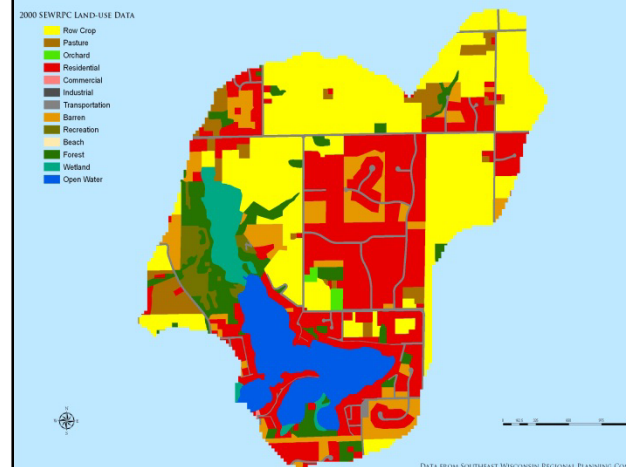 2000 SEWRPC LAND-USE DATA
Row Crop
Pasture
Orchard
Residential
Commercial
Industrial
Transportation
Barren
Recreation
Beach
Forest
Wetland
Open Water
N
DATA FROM SOUTHEAST WISCONSIN REGIONAL PLANNING CO